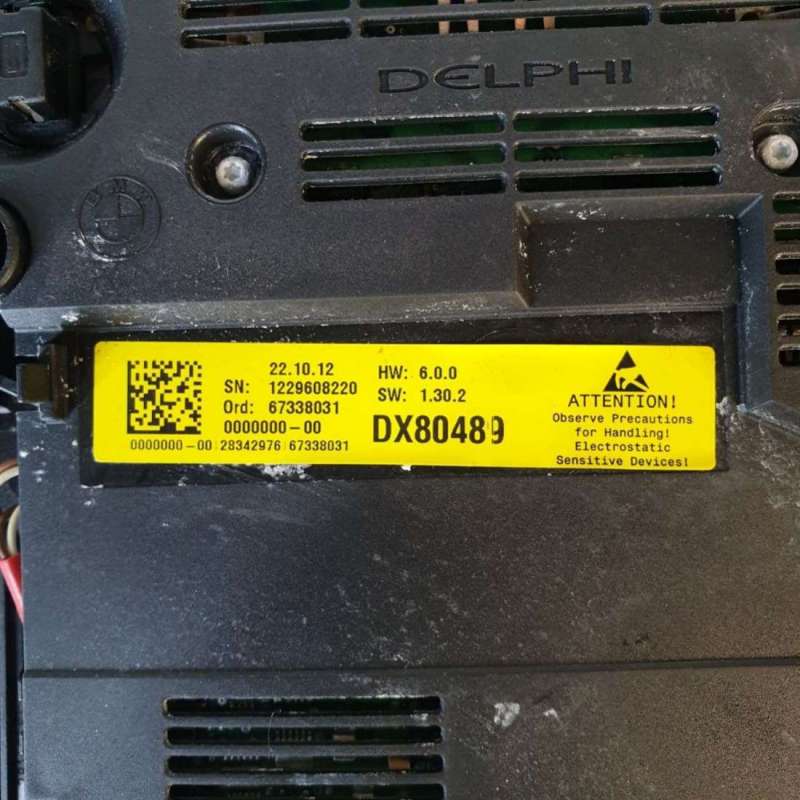 DELPHI
BMW
22.10.12
SN: 1229608220
Ord: 67338031
0000000-00
0000000-00 28342976 67338031
HW: 6.0.0
SW: 1.30.2
DX80489
ATTENTION!
Observe Precautions
for Handling!
Electrostatic
Sensitive Devices!